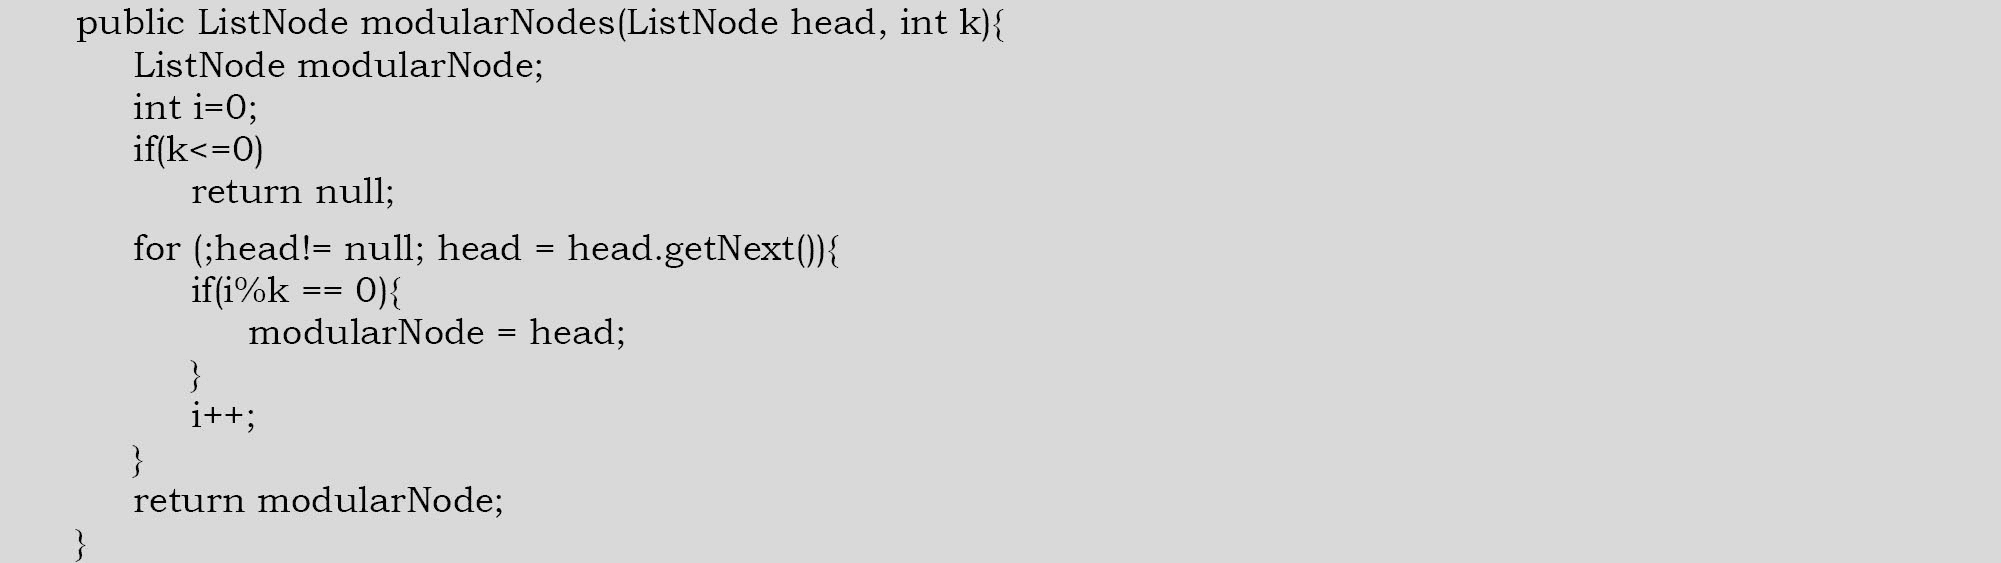 public ListNode modularNodes(ListNode head, int k){
ListNode modularNode;
int i=0;
if(k<=0)
return null;
for (;head!= null; head = head.getNext()){
if(i%k == 0){
modularNode = head;
}
i++;
}
return modularNode;
}